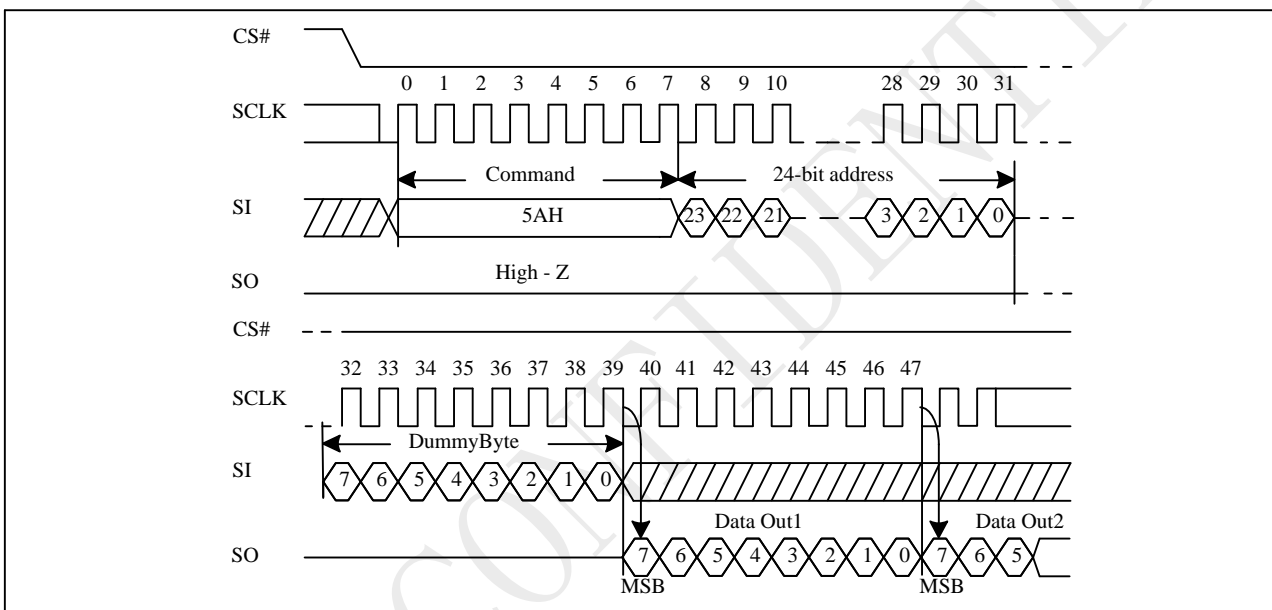 CS#
0 1 2 3 4 5 6 7 8 9 10 28 29 30 31
SCLK
Command 24-bit address
SI 5AH 23 22 21 3 2 1 0
High - Z
SO
CS#
32 33 34 35 36 37 38 39 40 41 42 43 44 45 46 47
SCLK
DummyByte
SI 7 6 5 4 3 2 1 0
Data Out1 Data Out2
SO 7 6 5 4 3 2 1 0 7 6 5
MSB MSB
CONFIDENTI